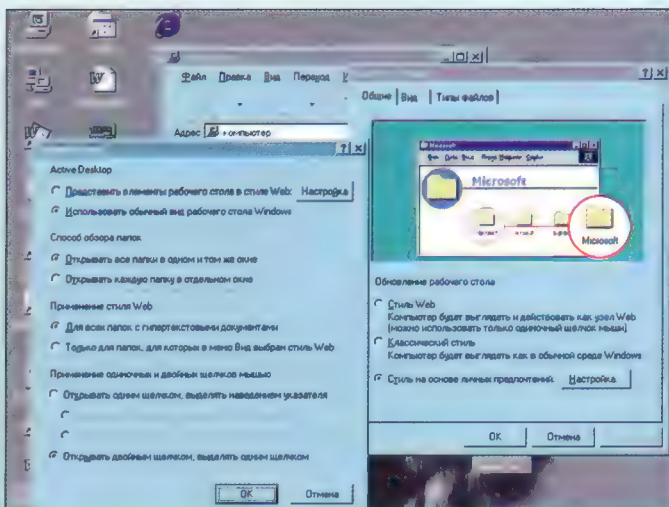 Файл Правка Вид Переход
Адрес компьютер
Active Desktop
Представить элементы рабочего стола в стиле Web: Настройка
Использовать обычный вид рабочего стола Windows
Способ обзора папок
Открывать все папки в одном и том же окне
Открывать каждую папку в отдельном окне
Применение стиля Web
Для всех папок с гипертекстовыми документами
Только для папок, для которых в меню Вид выбран стиль Web
Применение одиночных и двойных щелчков мышью
Открывать одним щелчком, выделять наведением указателя
Открывать двойным щелчком, выделять одним щелчком
OK Отмена
Общие Вид Типы файлов
Microsoft
Microsoft
Microsoft
Обновление рабочего стола
Стиль Web
Компьютер будет выглядеть и действовать как узел Web
(можно использовать только одиночный щелчок мыши)
Классический стиль
Компьютер будет выглядеть как в обычной среде Windows
Стиль на основе личных предпочтений Настройка...
OK Отмена